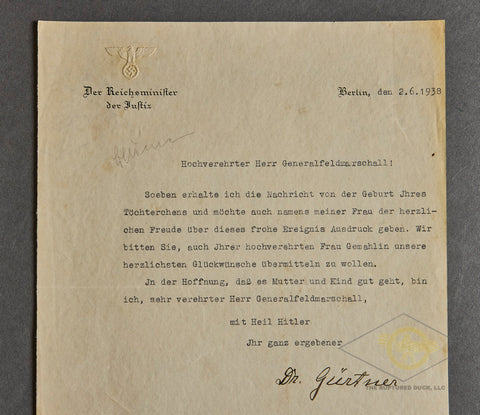 Der Reichsminister
der Justiz
Berlin, den 2.6.1938
Hochverehrter Herr Generalfeldmarschall!
Soeben erhalte ich die Nachricht von der Geburt Jhres
Töchterchens und möchte auch namens meiner Frau der herzli-
chen Freude über dieses frohe Ereignis Ausdruck geben. Wir
bitten Sie, auch Jhrer hochverehrten Frau Gemahlin unsere
herzlichsten Glückwünsche übermitteln zu wollen.
Jn der Hoffnung, daß es Mutter und Kind gut geht, bin
ich, sehr verehrter Herr Generalfeldmarschall,
mit Heil Hitler
Jhr ganz ergebener
Dr. Gürtner
THE RUPTURED DUCK, LLC